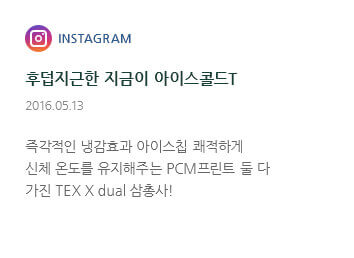 INSTAGRAM
후덥지근한 지금이 아이스콜드T
2016.05.13
즉각적인 냉감효과 아이스칩 쾌적하게
신체 온도를 유지해주는 PCM프린트 둘 다
가진 TEX X dual 삼총사!